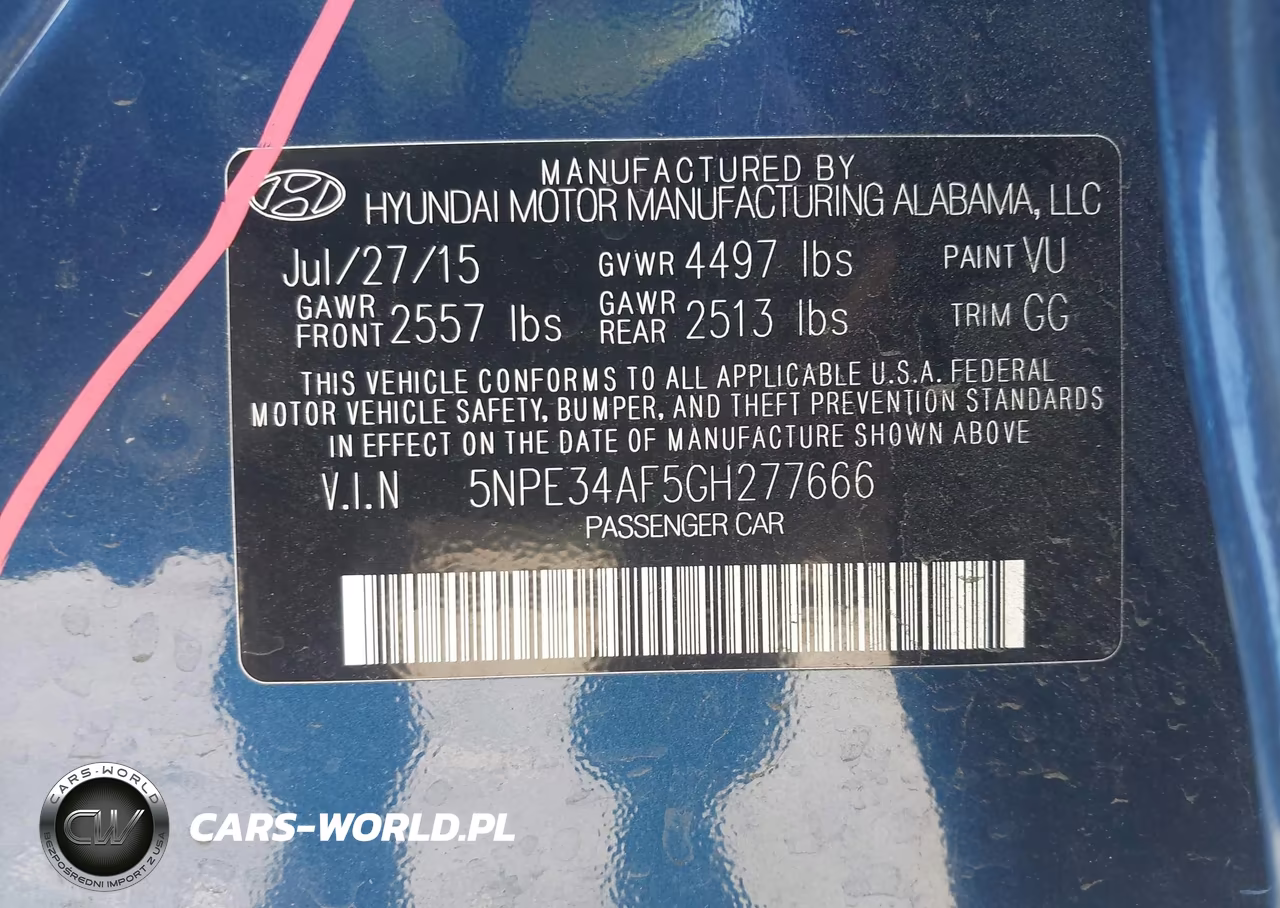 MANUFACTURED BY
HYUNDAI MOTOR MANUFACTURING ALABAMA, LLC
Jul/27/15 GVWR 4497 lbs PAINT VU
GAWR FRONT 2557 lbs GAWR REAR 2513 lbs TRIM GG
THIS VEHICLE CONFORMS TO ALL APPLICABLE U.S.A. FEDERAL
MOTOR VEHICLE SAFETY, BUMPER, AND THEFT PREVENTION STANDARDS
IN EFFECT ON THE DATE OF MANUFACTURE SHOWN ABOVE
V.I.N 5NPE34AF5GH277666
PASSENGER CAR
CARS-WORLD
CW
BEZPOŚREDNI IMPORT Z USA
CARS-WORLD.PL